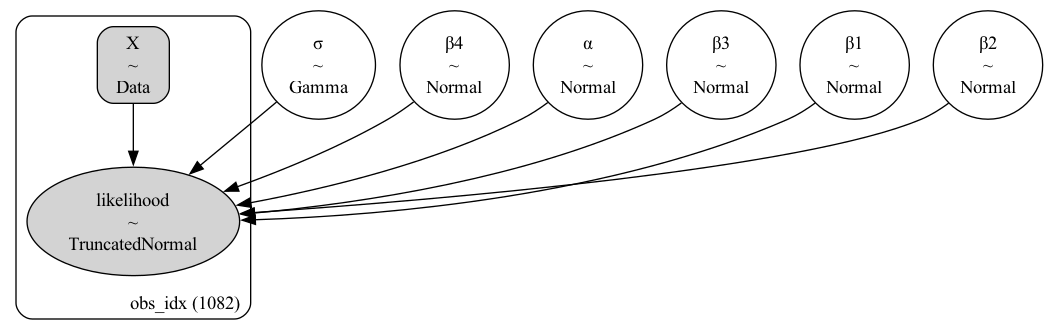 X
~
Data
σ
~
Gamma
β4
~
Normal
α
~
Normal
β3
~
Normal
β1
~
Normal
β2
~
Normal
likelihood
~
TruncatedNormal
obs_idx (1082)